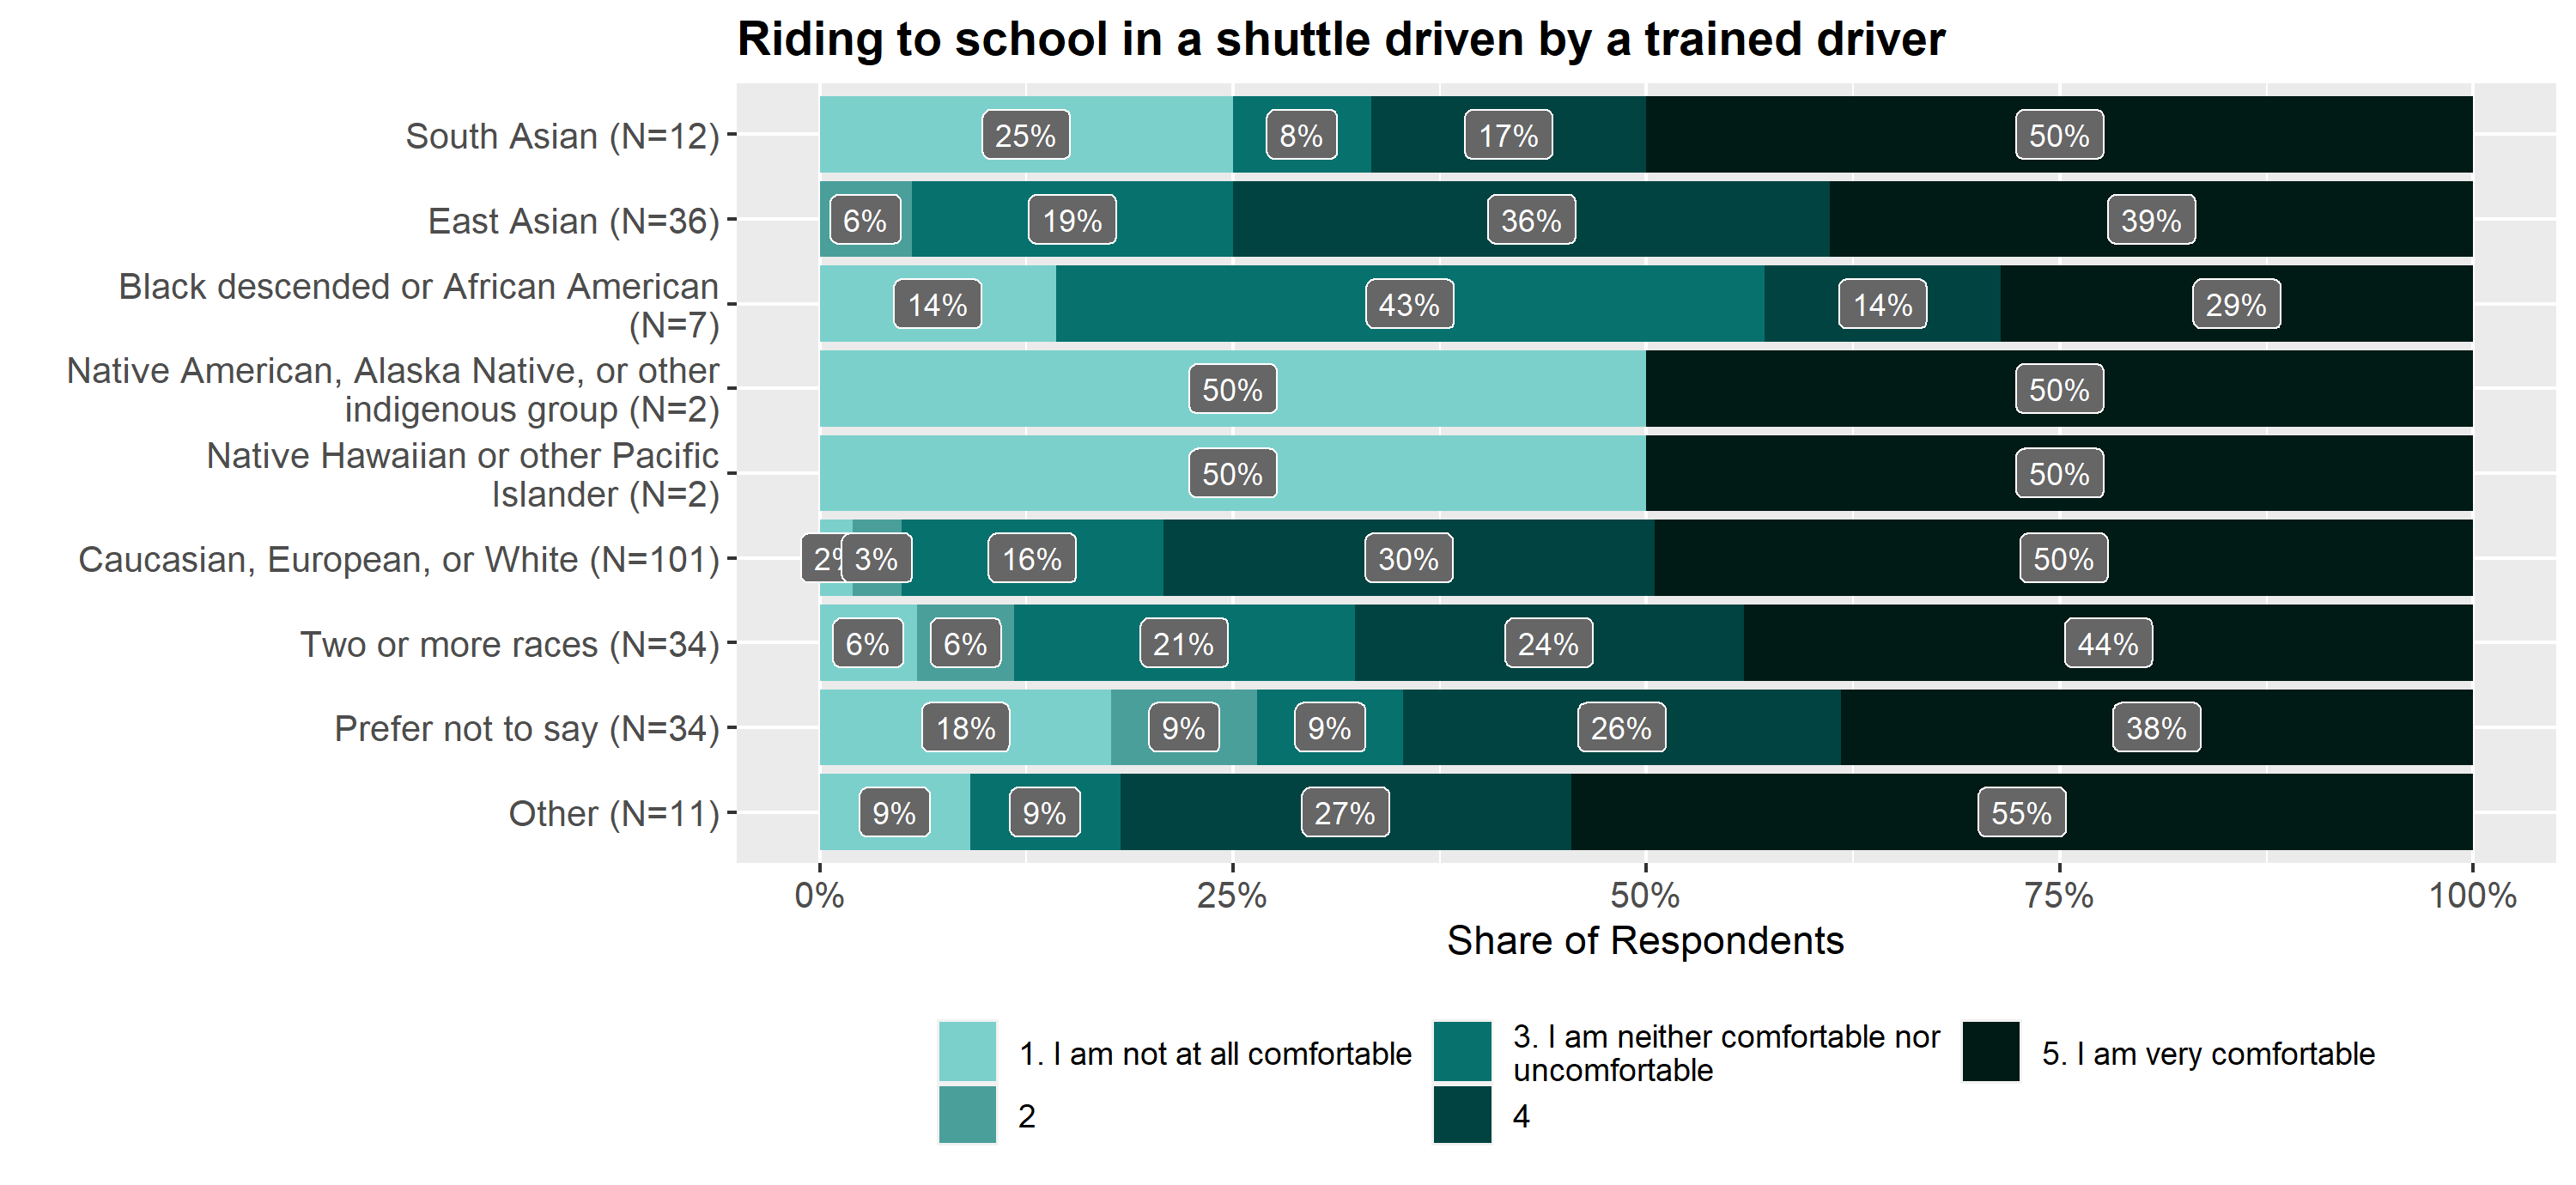 Riding to school in a shuttle driven by a trained driver
South Asian (N=12)
25% 8% 17% 50%
East Asian (N=36)
6% 19% 36% 39%
Black descended or African American
(N=7)
14% 43% 14% 29%
Native American, Alaska Native, or other
indigenous group (N=2)
50% 50%
Native Hawaiian or other Pacific
Islander (N=2)
50% 50%
Caucasian, European, or White (N=101)
2% 3% 16% 30% 50%
Two or more races (N=34)
6% 6% 21% 24% 44%
Prefer not to say (N=34)
18% 9% 9% 26% 38%
Other (N=11)
9% 9% 27% 55%
0% 25% 50% 75% 100%
Share of Respondents
1. I am not at all comfortable
2
3. I am neither comfortable nor
uncomfortable
4
5. I am very comfortable